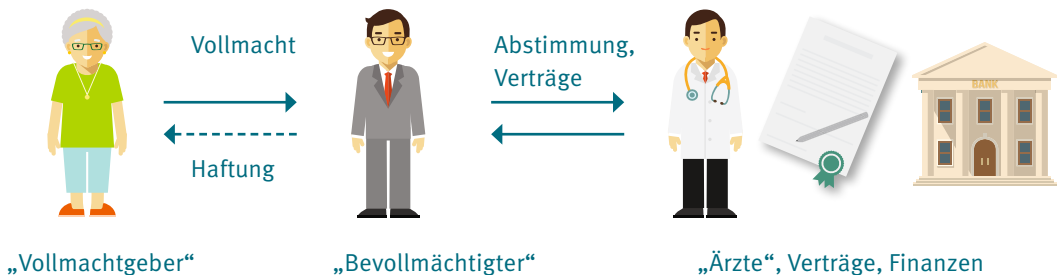 Vollmacht
Haftung
Abstimmung,
Verträge
BANK
„Vollmachtgeber“
„Bevollmächtigter“
„Ärzte“, Verträge, Finanzen